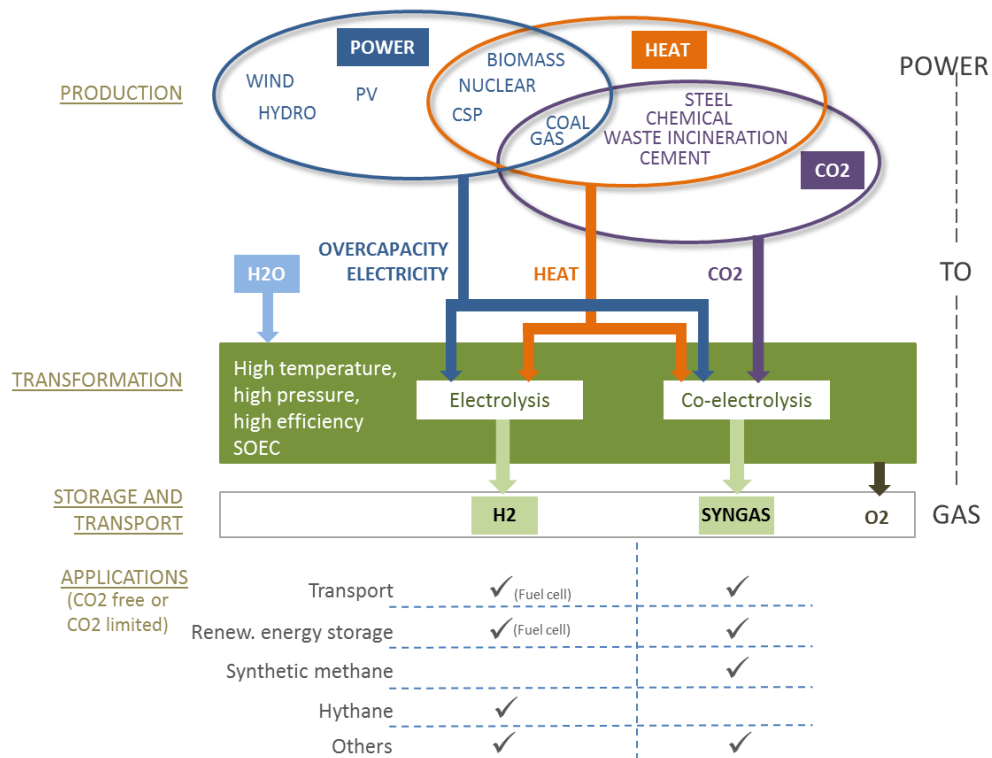 POWER
HEAT
POWER
PRODUCTION
WIND
PV
HYDRO
BIOMASS
NUCLEAR
CSP
COAL
GAS
STEEL
CHEMICAL
WASTE INCINERATION
CEMENT
CO2
OVERCAPACITY
ELECTRICITY
HEAT
CO2
H2O
TO
TRANSFORMATION
High temperature,
high pressure,
high efficiency
SOEC
Electrolysis
Co-electrolysis
STORAGE AND
TRANSPORT
H2
SYNGAS
O2
GAS
APPLICATIONS
(CO2 free or
CO2 limited)
Transport
✓ (Fuel cell)
✓
Renew. energy storage
✓ (Fuel cell)
✓
Synthetic methane
✓
Hythane
✓
Others
✓
✓